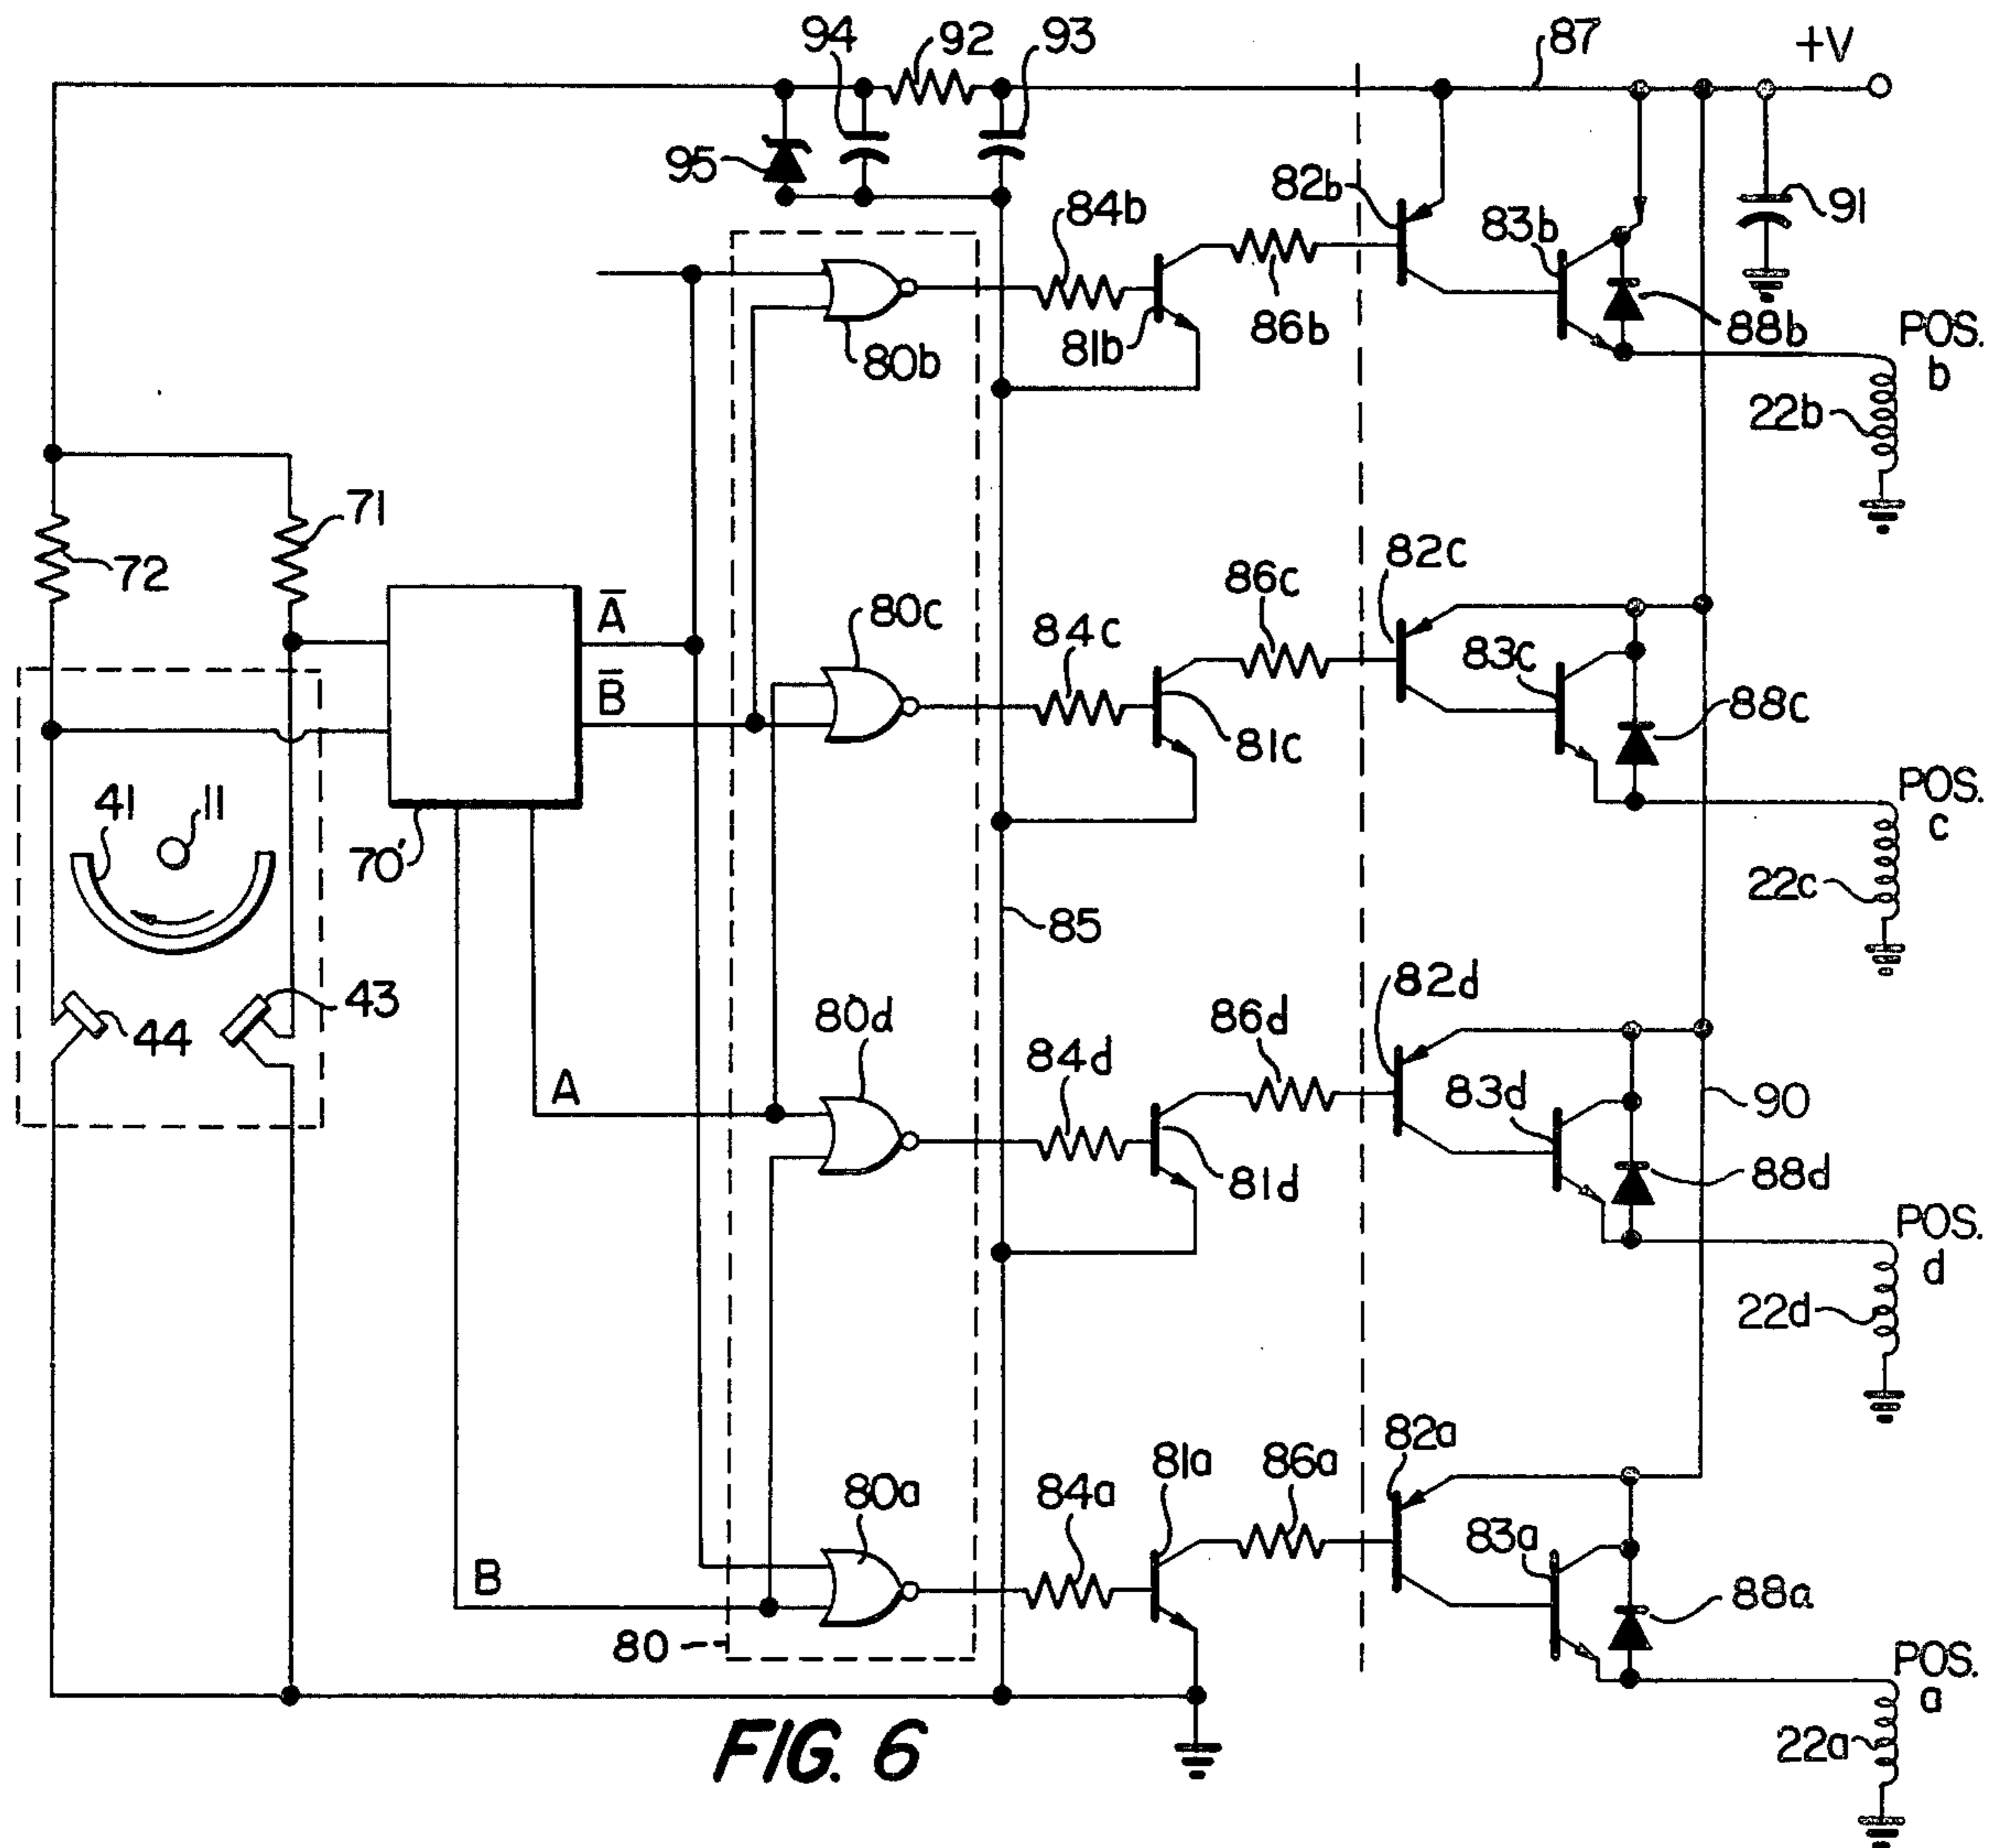 94
92
93
87
+V
95
82b
84b
83b
91
81b
86b
88b
POS.
b
80b
22b
71
72
A̅
B̅
80c
84c
86c
82c
83c
81c
88c
POS.
c
41
11
70'
22c
85
44
43
A
80d
84d
86d
82d
83d
90
81d
88d
POS.
d
22d
82a
80a
84a
81a
86a
83a
B
88a
80
POS.
a
22a
FIG. 6